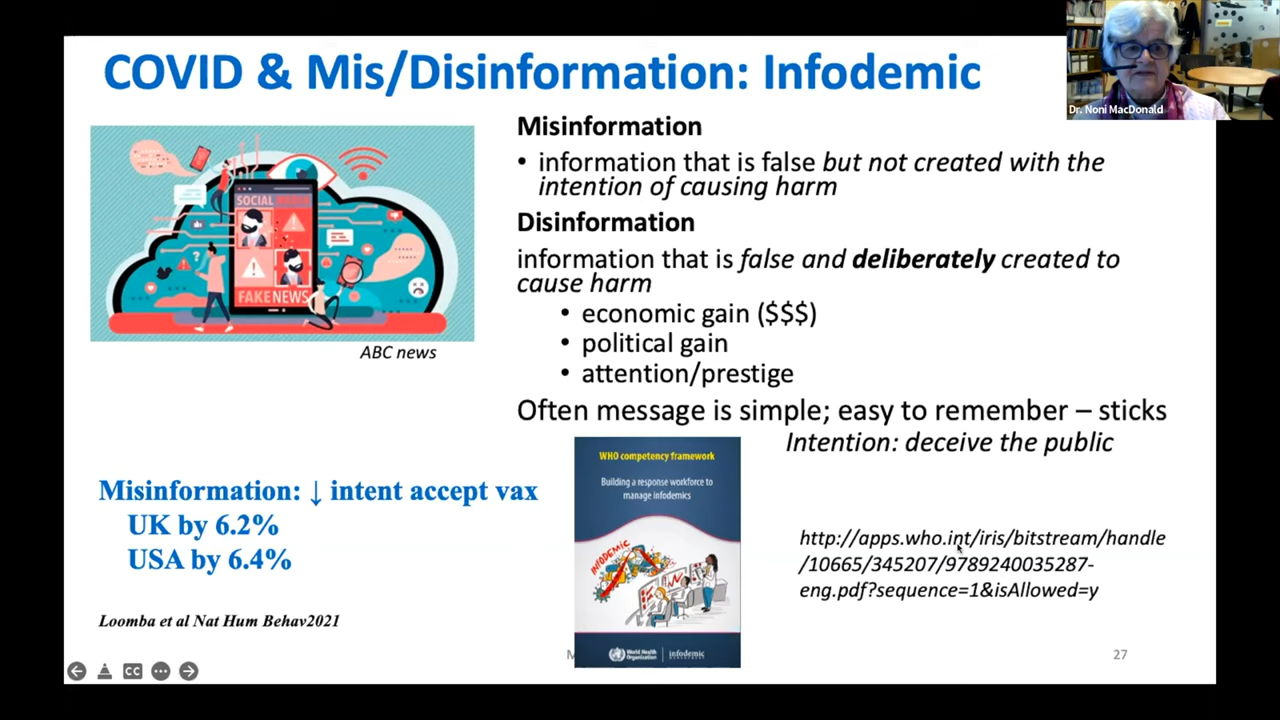 COVID & Mis/Disinformation: Infodemic
Dr. Noni MacDonald
SOCIAL MEDIA
FAKE NEWS
ABC news
Misinformation
• information that is false but not created with the
intention of causing harm
Disinformation
information that is false and deliberately created to
cause harm
• economic gain ($$$)
• political gain
• attention/prestige
Often message is simple; easy to remember – sticks
Intention: deceive the public
Misinformation: ↓ intent accept vax
UK by 6.2%
USA by 6.4%
Loomba et al Nat Hum Behav2021
WHO competency framework
Building a response workforce to
manage infodemics
INFODEMIC
World Health
Organization
infodemic
http://apps.who.int/iris/bitstream/handle
/10665/345207/9789240035287-
eng.pdf?sequence=1&isAllowed=y
27
CC